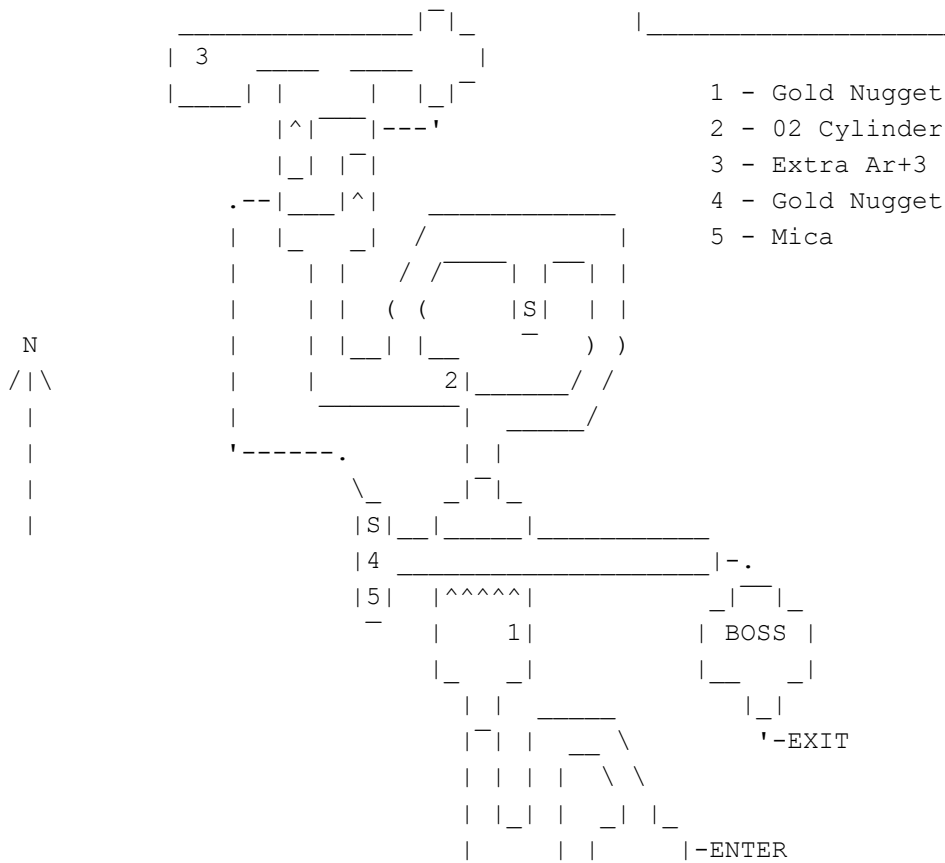 3
1 - Gold Nugget
2 - 02 Cylinder
3 - Extra Ar+3
4 - Gold Nugget
5 - Mica
S
N
2
S
4
5
1
BOSS
EXIT
ENTER